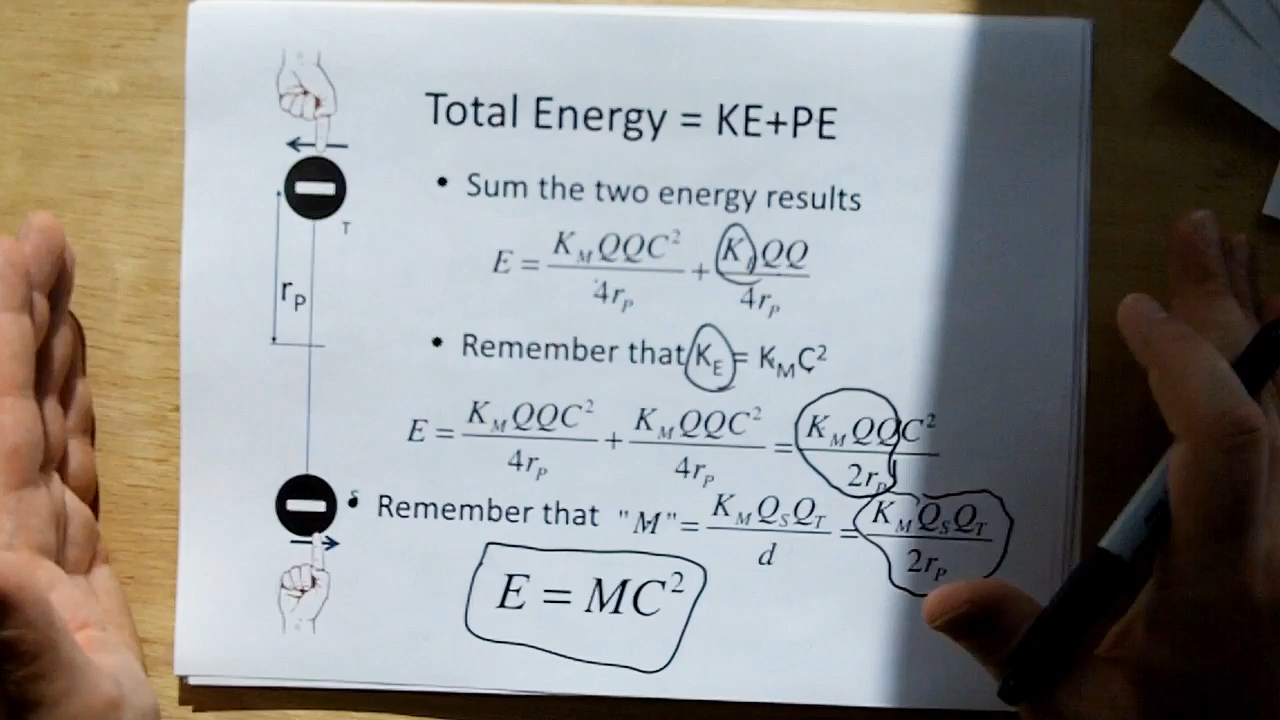 Total Energy = KE+PE
• Sum the two energy results
E = K_M QQC² / 4r_P + K QQ / 4r_P
• Remember that K_E = K_M C²
E = K_M QQC² / 4r_P + K_M QQC² / 4r_P = K_M QQC² / 2r_P
• Remember that "M" = K_M Q_S Q_T / d = K_M Q_S Q_T / 2r_P
E = MC²
T
r_P
s